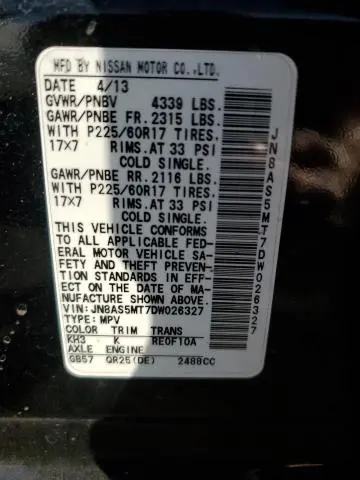 MFD BY NISSAN MOTOR CO.,LTD.
DATE 4/13
GVWR/PNBV 4339 LBS.
GAWR/PNBE FR.2315 LBS.
WITH P225/60R17 TIRES.
17X7 RIMS.AT 33 PSI
COLD SINGLE.
GAWR/PNBE RR.2116 LBS.
WITH P225/60R17 TIRES.
17X7 RIMS.AT 33 PSI
COLD SINGLE.
THIS VEHICLE CONFORMS
TO ALL APPLICABLE FED-
ERAL MOTOR VEHICLE SA-
FETY AND THEFT PREVEN-
TION STANDARDS IN EFF-
ECT ON THE DATE OF MA-
NUFACTURE SHOWN ABOVE.
VIN:JN8AS5MT7DW026327
TYPE:MPV
COLOR TRIM TRANS
KH3 K RE0F10A
AXLE ENGINE
GB57 QR25(DE) 2488CC
JN8AS5MT7DW026327